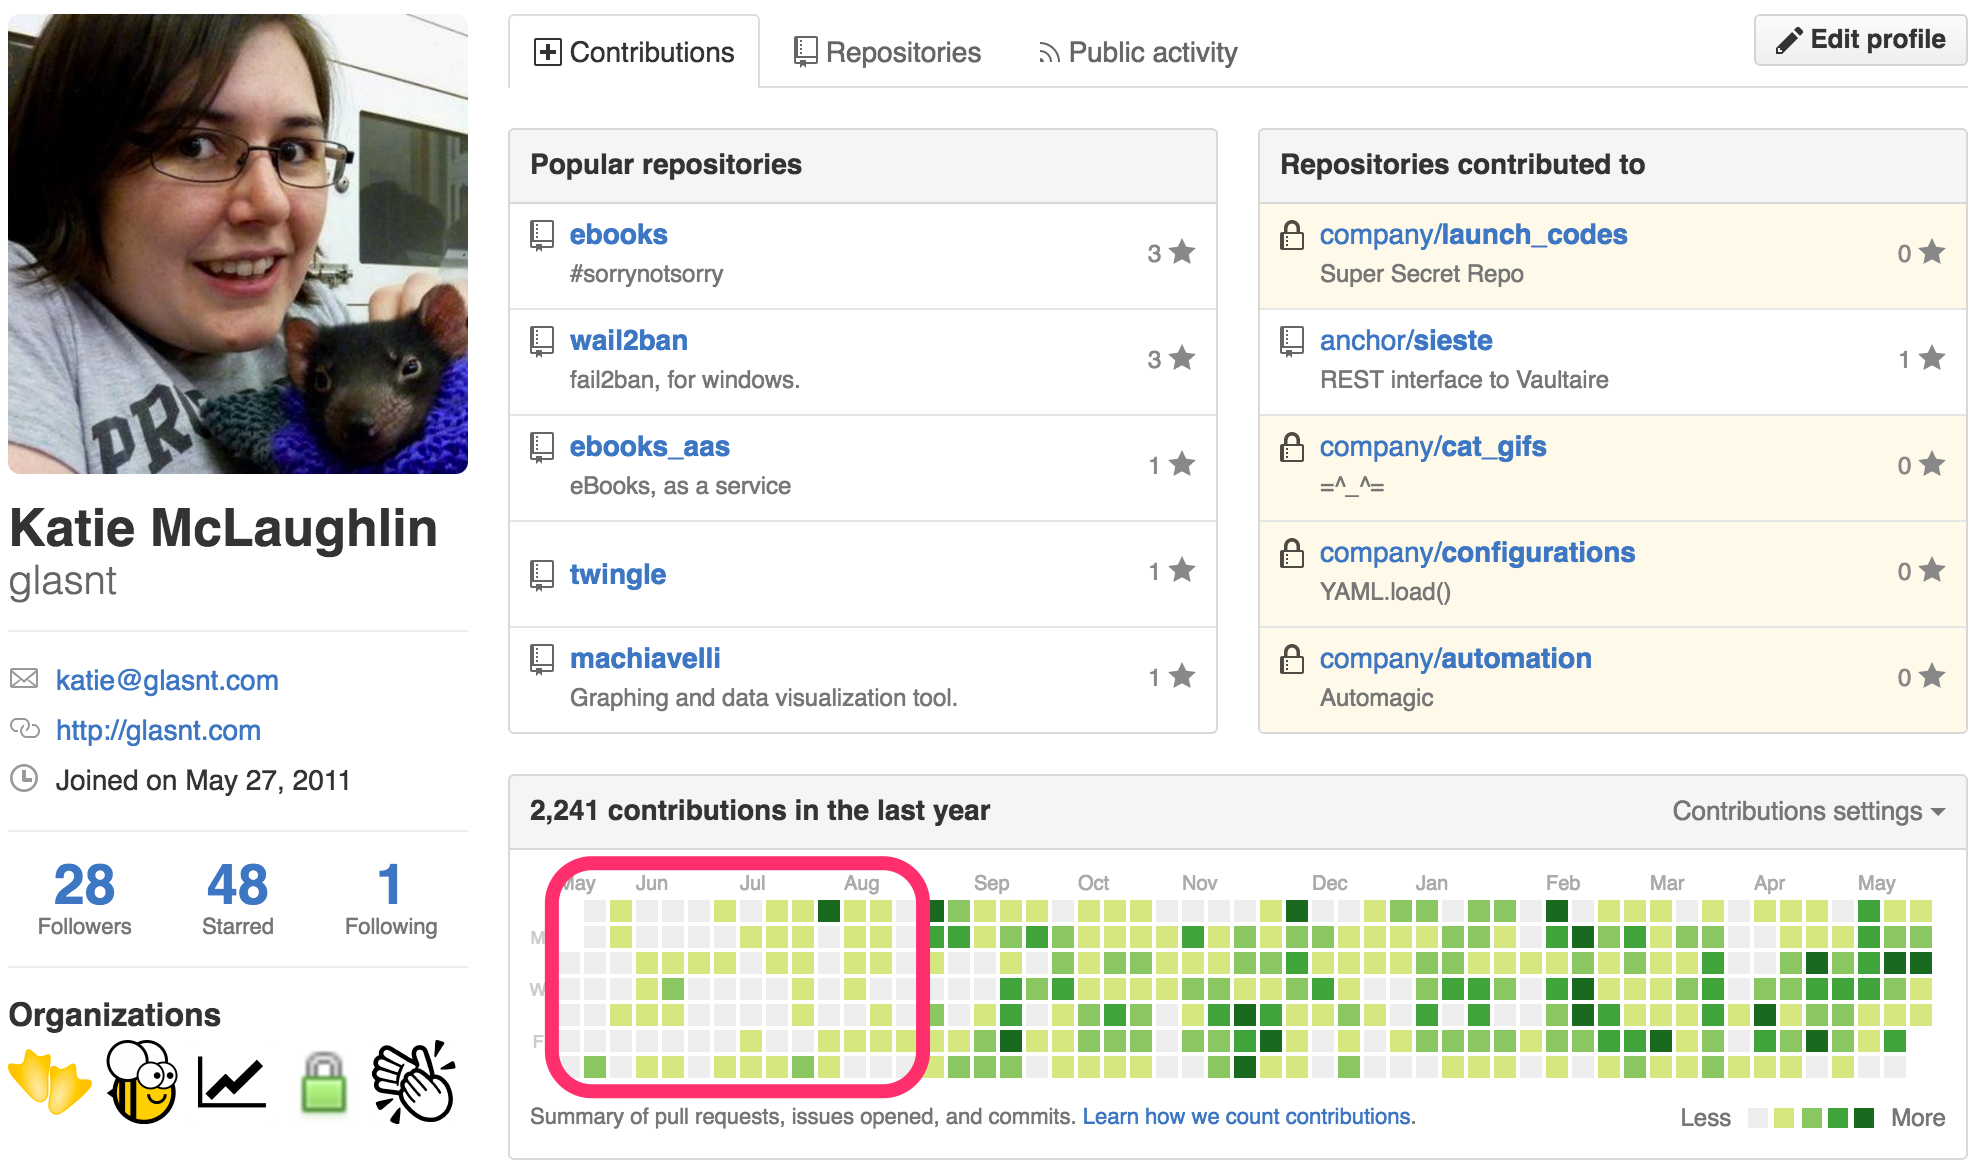 Contributions
Repositories
Public activity
Edit profile
PR
Katie McLaughlin
glasnt
katie@glasnt.com
http://glasnt.com
Joined on May 27, 2011
28 48 1
Followers Starred Following
Organizations
Popular repositories
ebooks
#sorrynotsorry
3
wail2ban
fail2ban, for windows.
3
ebooks_aas
eBooks, as a service
1
twingle
1
machiavelli
Graphing and data visualization tool.
1
Repositories contributed to
company/launch_codes
Super Secret Repo
0
anchor/sieste
REST interface to Vaultaire
1
company/cat_gifs
=^_^=
0
company/configurations
YAML.load()
0
company/automation
Automagic
0
2,241 contributions in the last year
Contributions settings
May Jun Jul Aug Sep Oct Nov Dec Jan Feb Mar Apr May
M
W
F
Summary of pull requests, issues opened, and commits. Learn how we count contributions.
Less More